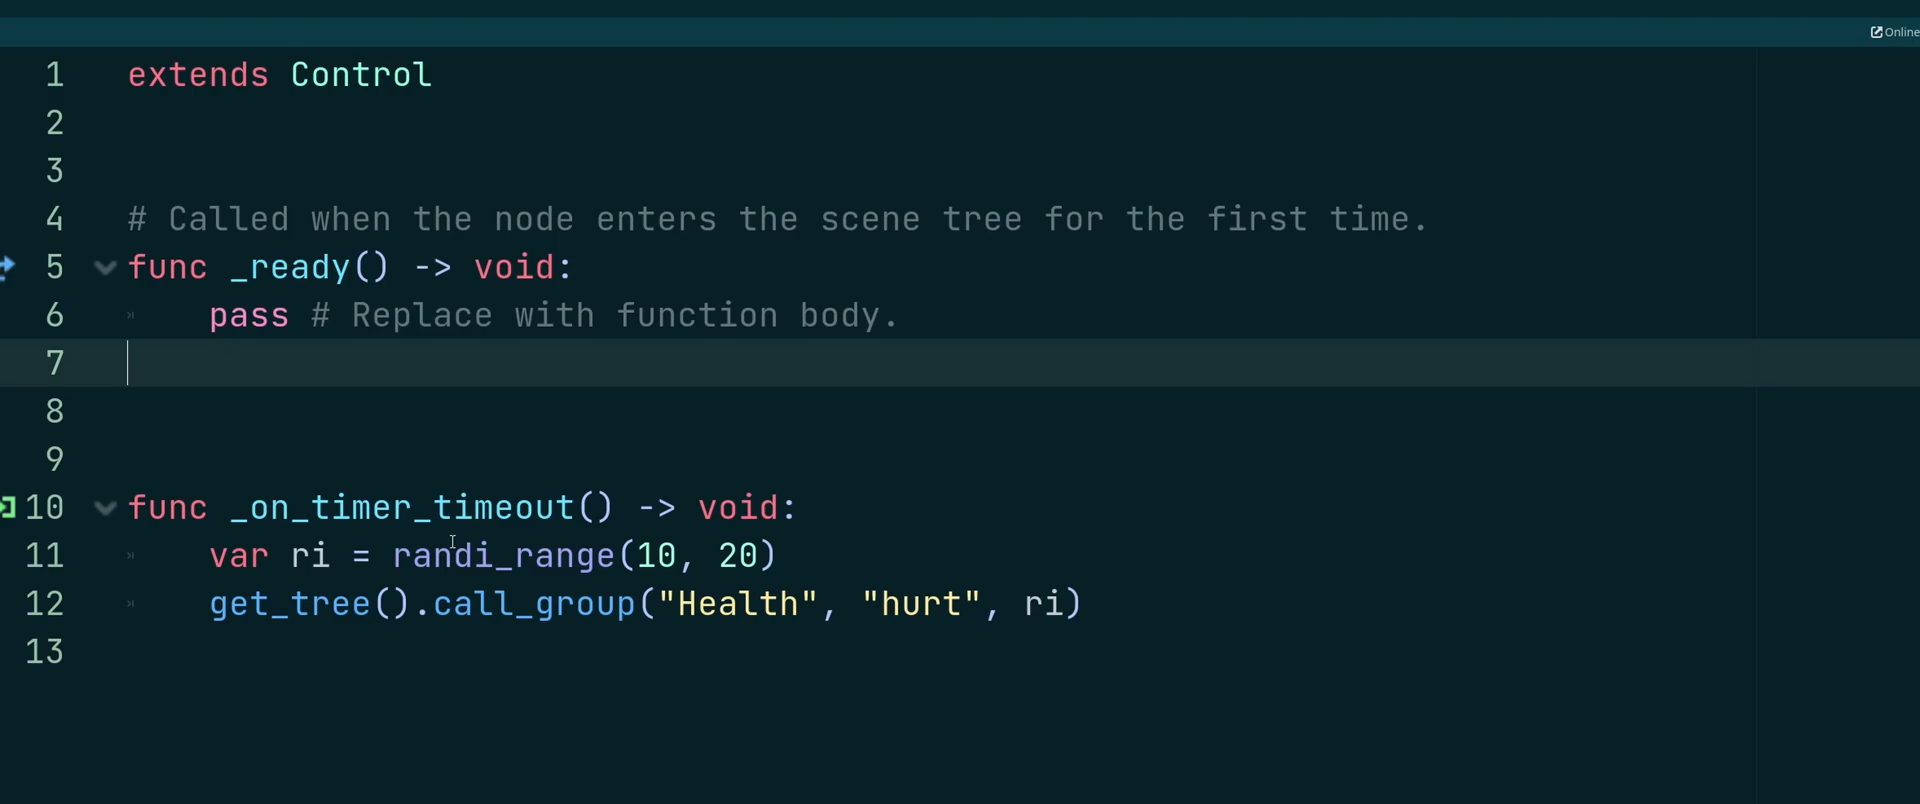 Online
1 extends Control
2
3
4 # Called when the node enters the scene tree for the first time.
5 func _ready() -> void:
6 pass # Replace with function body.
7
8
9
10 func _on_timer_timeout() -> void:
11 var ri = randi_range(10, 20)
12 get_tree().call_group("Health", "hurt", ri)
13